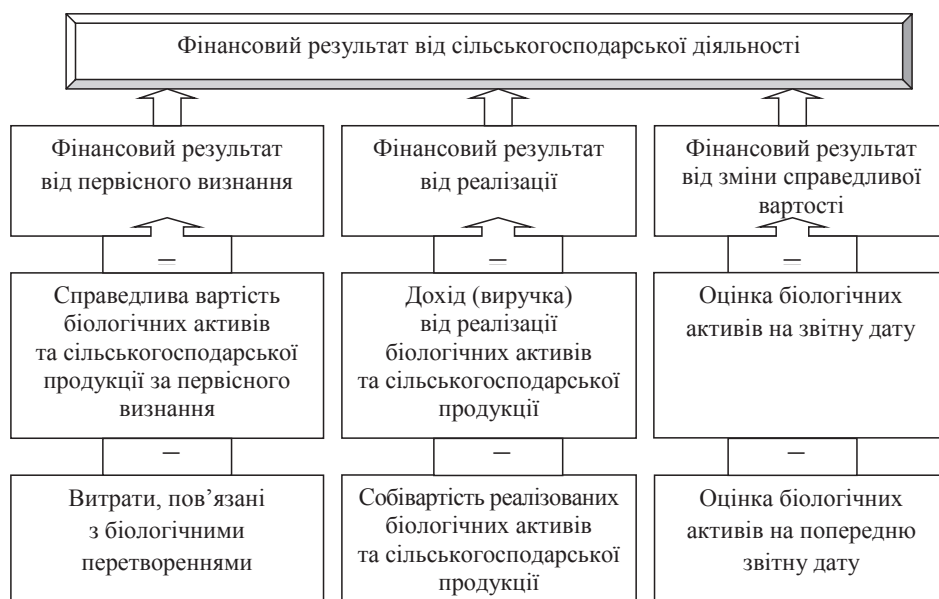 Фінансовий результат від сільськогосподарської діяльності
Фінансовий результат
від первісного визнання
Фінансовий результат
від реалізації
Фінансовий результат
від зміни справедливої
вартості
=
=
=
Справедлива вартість
біологічних активів
та сільськогосподарської
продукції за первісного
визнання
Дохід (виручка)
від реалізації
біологічних активів
та сільськогосподарської
продукції
Оцінка біологічних
активів на звітну дату
–
–
–
Витрати, пов’язані
з біологічними
перетвореннями
Собівартість реалізованих
біологічних активів
та сільськогосподарської
продукції
Оцінка біологічних
активів на попередню
звітну дату